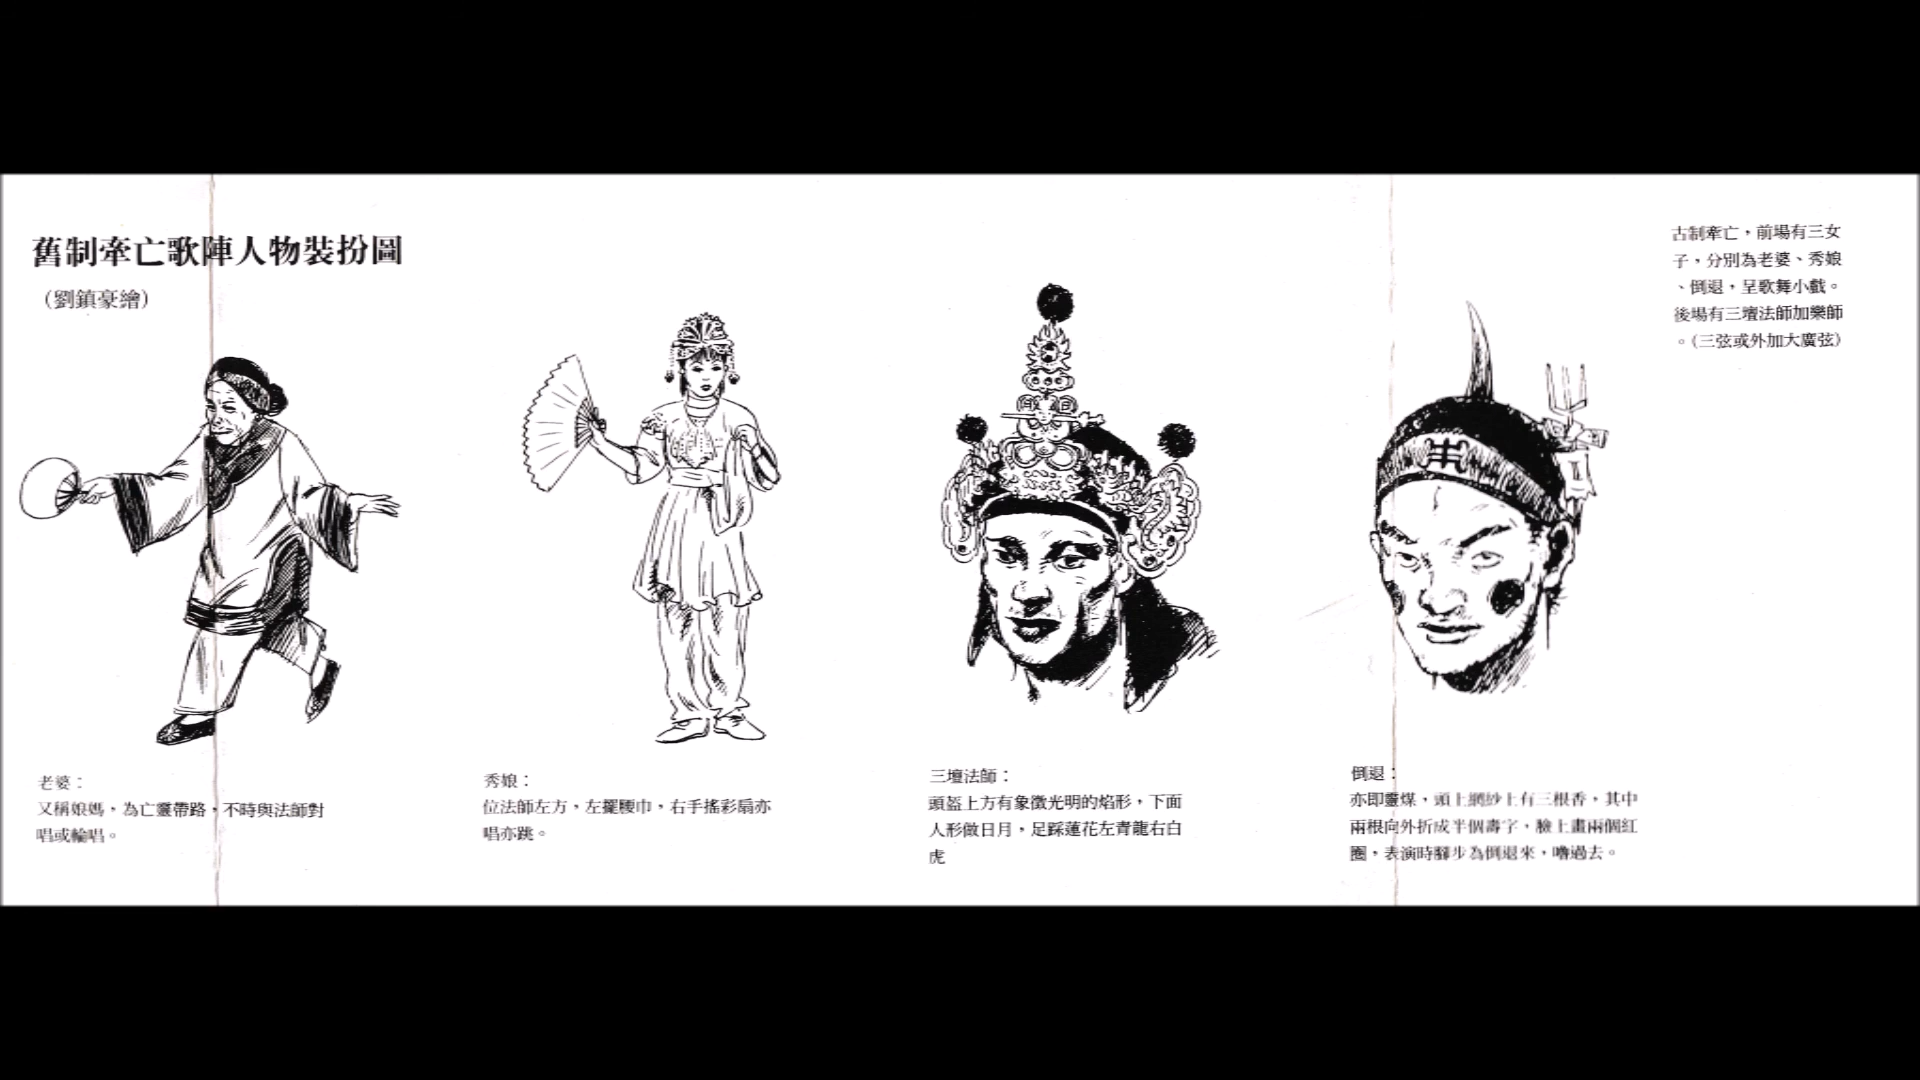 舊制牽亡歌陣人物裝扮圖
（劉鎮豪繪）
古制牽亡，前場有三女
子，分別為老婆、秀娘
、倒退，呈歌舞小戲。
後場有三壇法師加樂師
。（三弦或外加大廣弦）
老婆：
又稱娘媽，為亡靈帶路，不時與法師對
唱或輪唱。
秀娘：
位法師左方，左擺腰巾，右手搖彩扇亦
唱亦跳。
三壇法師：
頭盔上方有象徵光明的焰形，下面
人形做日月，足踩蓮花左青龍右白
虎
倒退：
亦即靈媒，頭上網紗上有三根香，其中
兩根向外折成半個壽字，臉上畫兩個紅
圈，表演時腳步為倒退來，嚕過去。